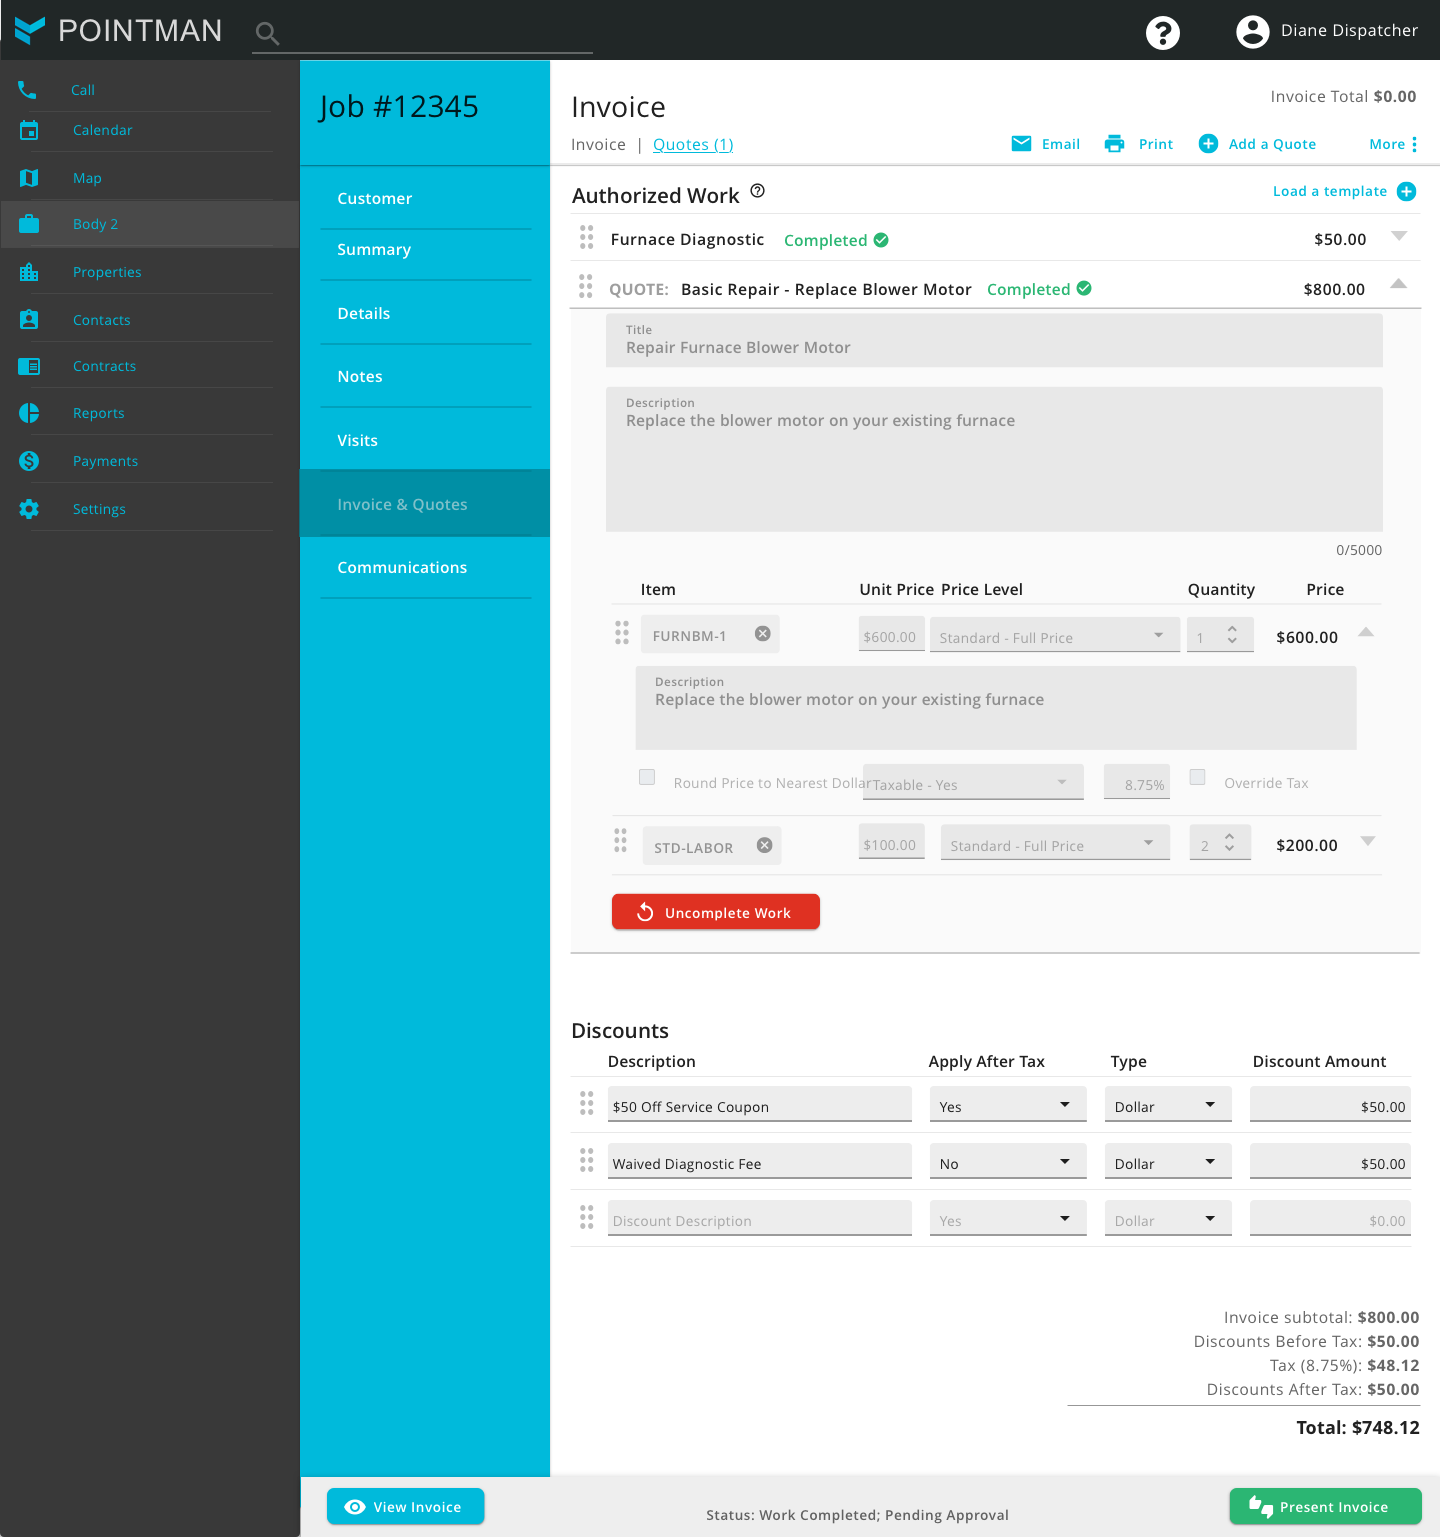 POINTMAN
Diane Dispatcher
Call
Calendar
Map
Body 2
Properties
Contacts
Contracts
Reports
Payments
Settings
Job #12345
Customer
Summary
Details
Notes
Visits
Invoice & Quotes
Communications
Invoice
Invoice Total $0.00
Invoice | Quotes (1)
Email Print Add a Quote More
Authorized Work
Load a template
Furnace Diagnostic Completed $50.00
QUOTE: Basic Repair - Replace Blower Motor Completed $800.00
Title
Repair Furnace Blower Motor
Description
Replace the blower motor on your existing furnace
0/5000
Item Unit Price Price Level Quantity Price
FURNBM-1 $600.00 Standard - Full Price 1 $600.00
Description
Replace the blower motor on your existing furnace
Round Price to Nearest Dollar Taxable - Yes 8.75% Override Tax
STD-LABOR $100.00 Standard - Full Price 2 $200.00
Uncomplete Work
Discounts
Description Apply After Tax Type Discount Amount
$50 Off Service Coupon Yes Dollar $50.00
Waived Diagnostic Fee No Dollar $50.00
Discount Description Yes Dollar $0.00
Invoice subtotal: $800.00
Discounts Before Tax: $50.00
Tax (8.75%): $48.12
Discounts After Tax: $50.00
Total: $748.12
View Invoice
Status: Work Completed; Pending Approval
Present Invoice